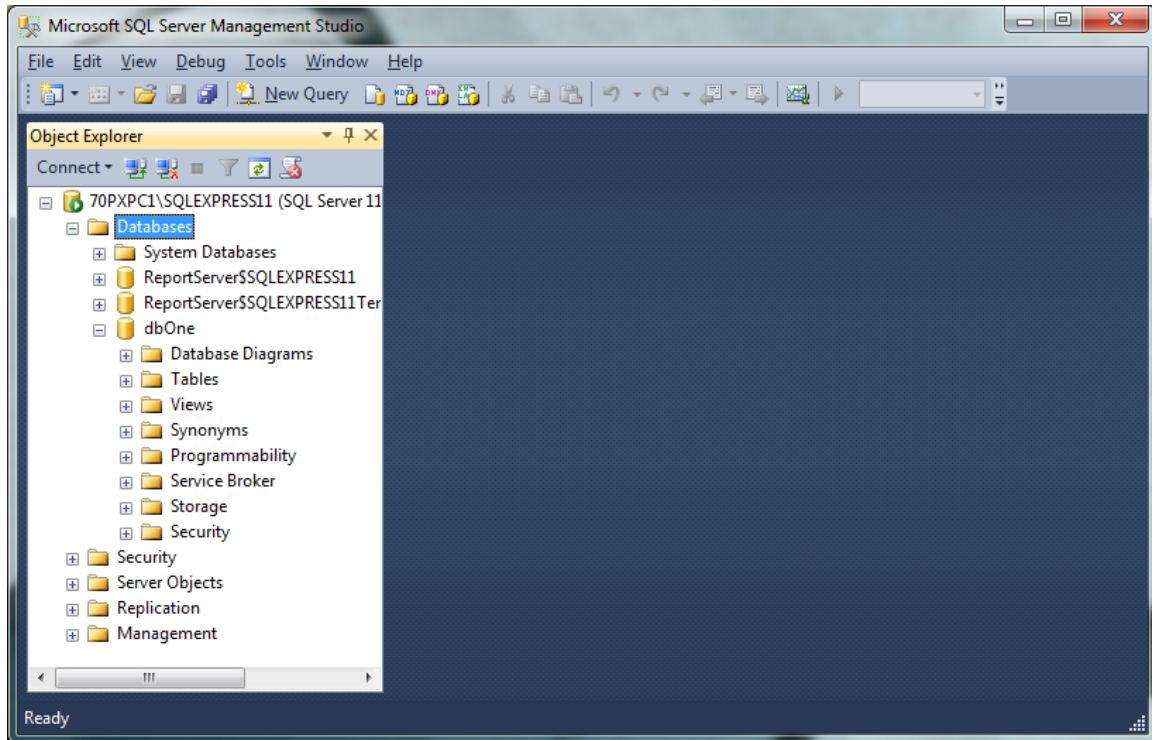 Microsoft SQL Server Management Studio
File Edit View Debug Tools Window Help
New Query
Object Explorer
Connect
70PXPC1\SQLEXPRESS11 (SQL Server 11
Databases
System Databases
ReportServer$SQLEXPRESS11
ReportServer$SQLEXPRESS11Ter
dbOne
Database Diagrams
Tables
Views
Synonyms
Programmability
Service Broker
Storage
Security
Security
Server Objects
Replication
Management
Ready